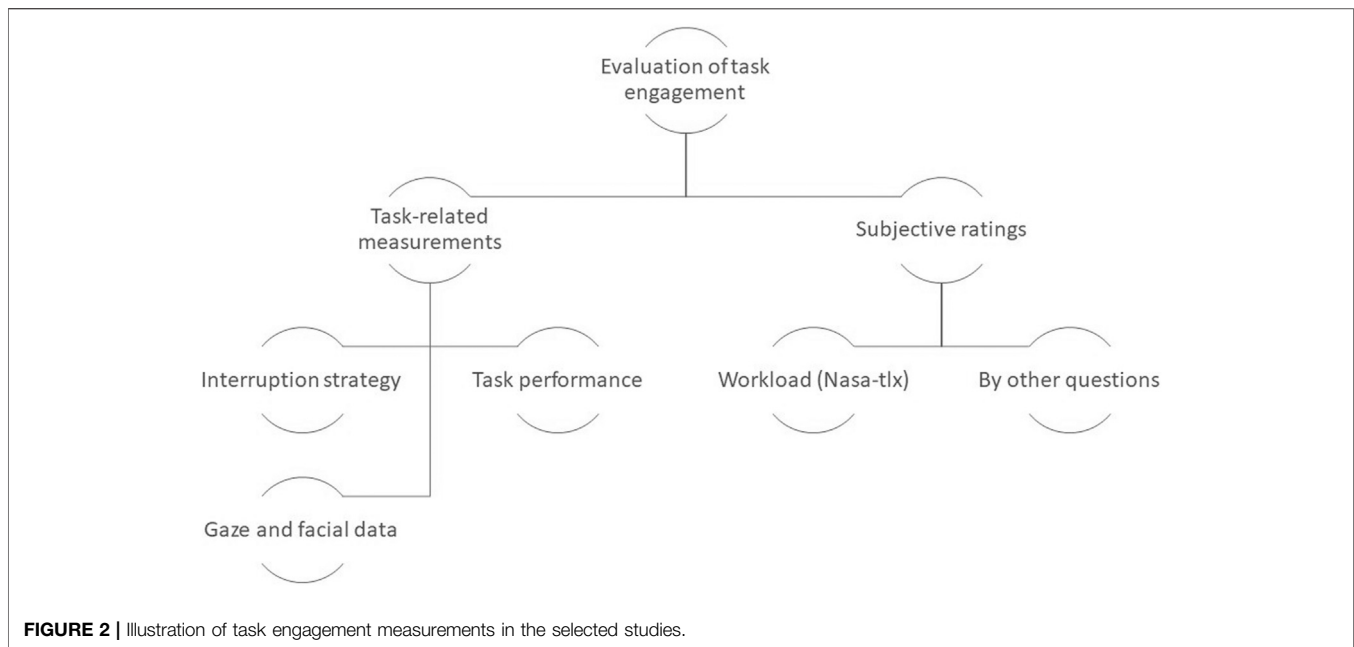 Evaluation of task
engagement
Task-related
measurements
Subjective ratings
Interruption strategy
Task performance
Workload (Nasa-tlx)
By other questions
Gaze and facial data
FIGURE 2 | Illustration of task engagement measurements in the selected studies.